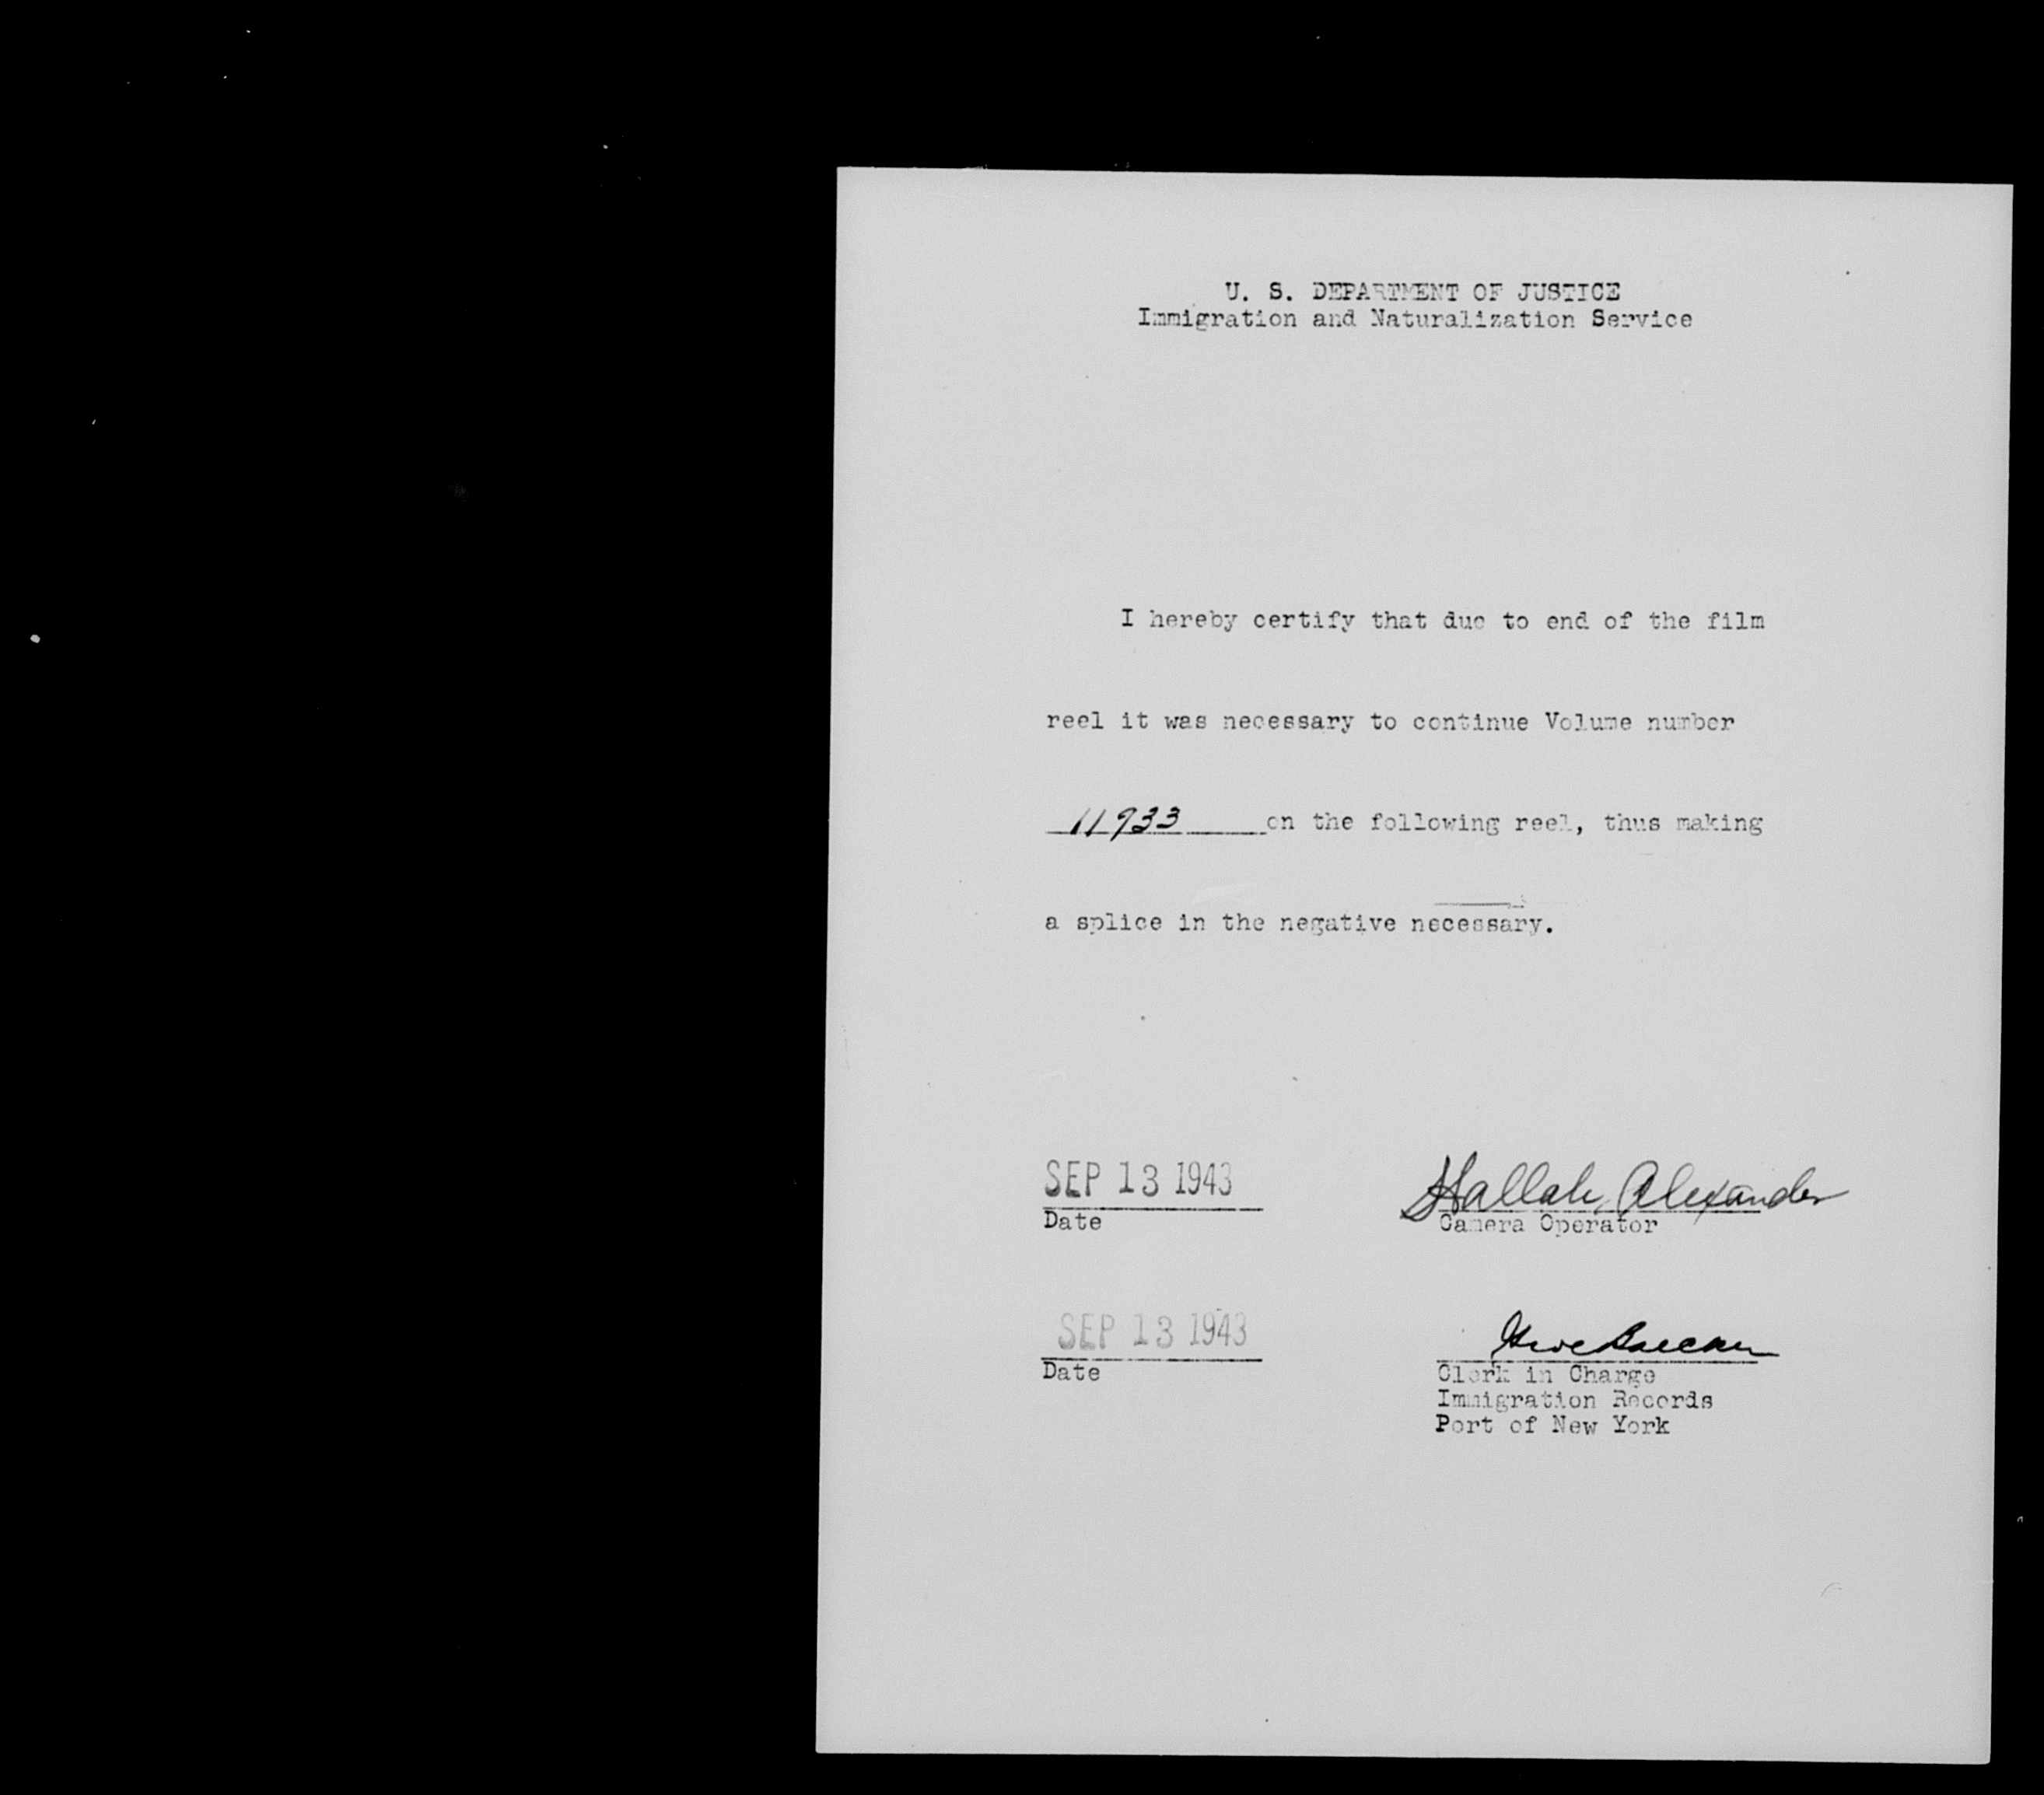 U. S. DEPARTMENT OF JUSTICE
Immigration and Naturalization Service
I hereby certify that due to end of the film
reel it was necessary to continue Volume number
11933 on the following reel, thus making
a splice in the negative necessary.
SEP 13 1943
Date
Alexander
Camera Operator
SEP 13 1943
Date
Clerk in Charge
Immigration Records
Port of New York